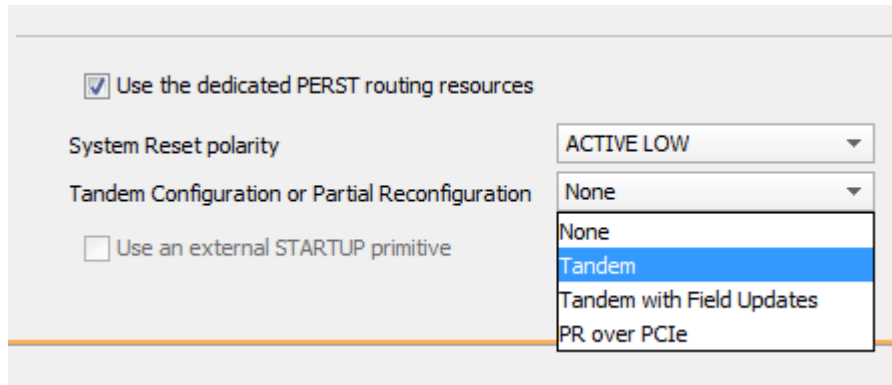 Use the dedicated PERST routing resources
System Reset polarity ACTIVE LOW
Tandem Configuration or Partial Reconfiguration None
None
Use an external STARTUP primitive
Tandem
Tandem with Field Updates
PR over PCIe